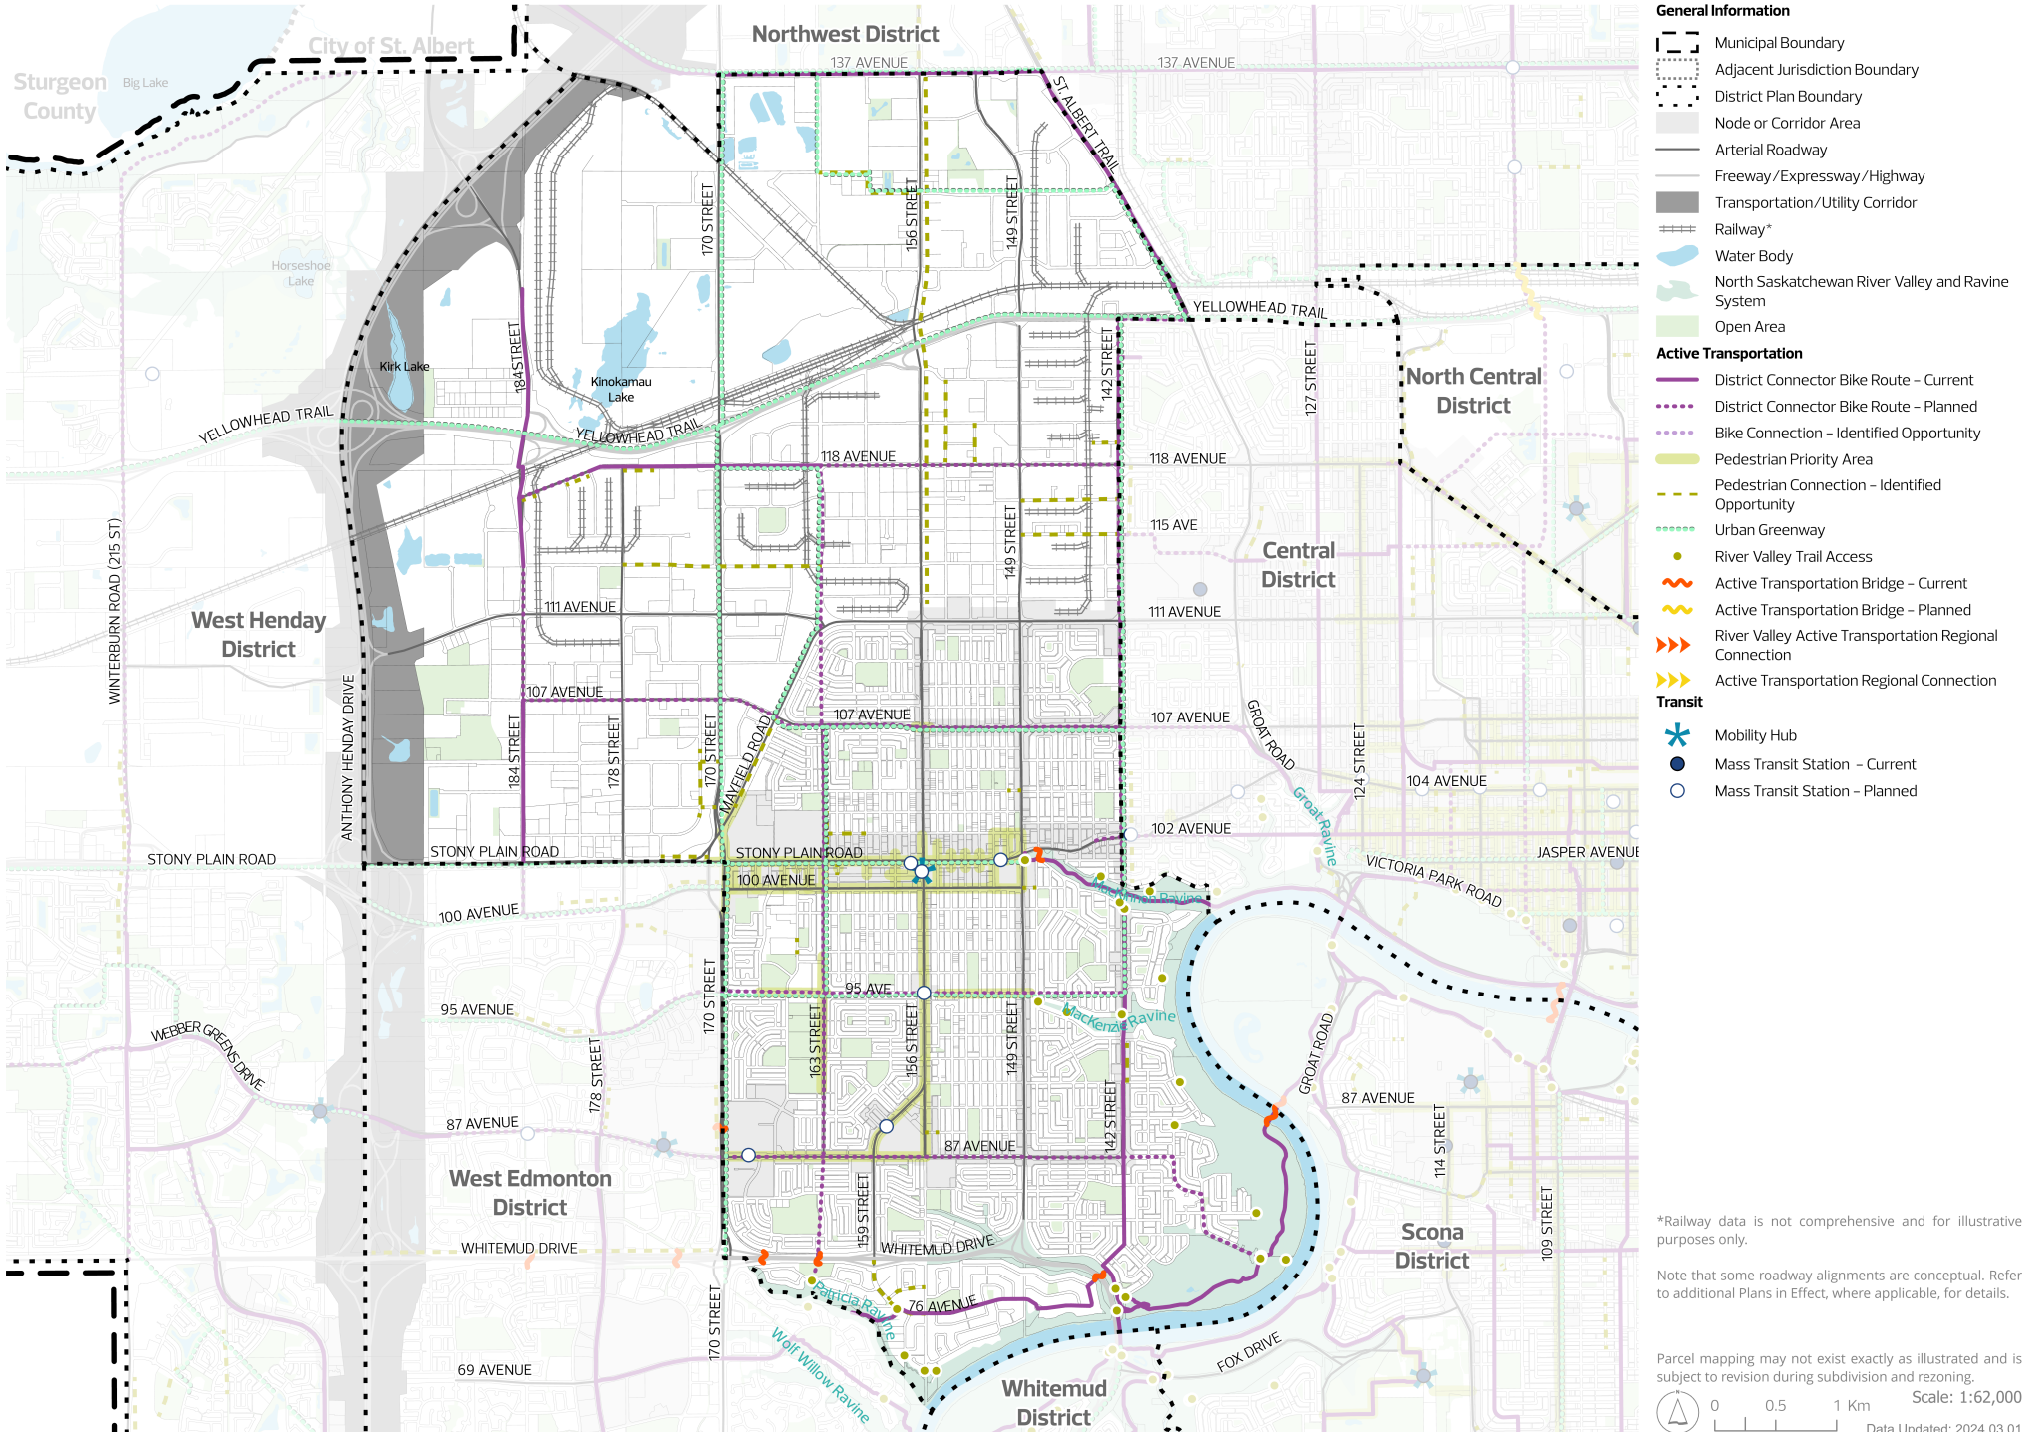 Northwest District
City of St. Albert
Sturgeon
County
Big Lake
137 AVENUE
137 AVENUE
ST. ALBERT TRAIL
170 STREET
156 STREET
149 STREET
Horseshoe
Lake
YELLOWHEAD TRAIL
184 STREET
Kirk Lake
Kinokamau
Lake
142 STREET
127 STREET
North Central
District
YELLOWHEAD TRAIL
YELLOWHEAD TRAIL
118 AVENUE
118 AVENUE
WINTERBURN ROAD (215 ST)
149 STREET
115 AVE
Central
District
West Henday
District
111 AVENUE
111 AVENUE
ANTHONY HENDAY DRIVE
107 AVENUE
107 AVENUE
107 AVENUE
184 STREET
178 STREET
170 STREET
MAYFIELD ROAD
GROAT ROAD
124 STREET
104 AVENUE
Groat Ravine
102 AVENUE
STONY PLAIN ROAD
STONY PLAIN ROAD
STONY PLAIN ROAD
JASPER AVENUE
VICTORIA PARK ROAD
100 AVENUE
100 AVENUE
MacKinnon Ravine
170 STREET
95 AVE
95 AVENUE
WEBBER GREENS DRIVE
163 STREET
156 STREET
149 STREET
MacKenzie Ravine
178 STREET
GROAT ROAD
142 STREET
87 AVENUE
87 AVENUE
87 AVENUE
114 STREET
West Edmonton
District
159 STREET
109 STREET
Scona
District
WHITEMUD DRIVE
WHITEMUD DRIVE
170 STREET
Patricia Ravine
76 AVENUE
Wolf Willow Ravine
69 AVENUE
FOX DRIVE
Whitemud
District
General Information
Municipal Boundary
Adjacent Jurisdiction Boundary
District Plan Boundary
Node or Corridor Area
Arterial Roadway
Freeway/Expressway/Highway
Transportation/Utility Corridor
Railway*
Water Body
North Saskatchewan River Valley and Ravine
System
Open Area
Active Transportation
District Connector Bike Route – Current
District Connector Bike Route – Planned
Bike Connection – Identified Opportunity
Pedestrian Priority Area
Pedestrian Connection – Identified
Opportunity
Urban Greenway
River Valley Trail Access
Active Transportation Bridge – Current
Active Transportation Bridge – Planned
River Valley Active Transportation Regional
Connection
Active Transportation Regional Connection
Transit
Mobility Hub
Mass Transit Station – Current
Mass Transit Station – Planned
*Railway data is not comprehensive and for illustrative
purposes only.
Note that some roadway alignments are conceptual. Refer
to additional Plans in Effect, where applicable, for details.
Parcel mapping may not exist exactly as illustrated and is
subject to revision during subdivision and rezoning.
Scale: 1:62,000
N
0 0.5 1 Km
Data Updated: 2024.03.01